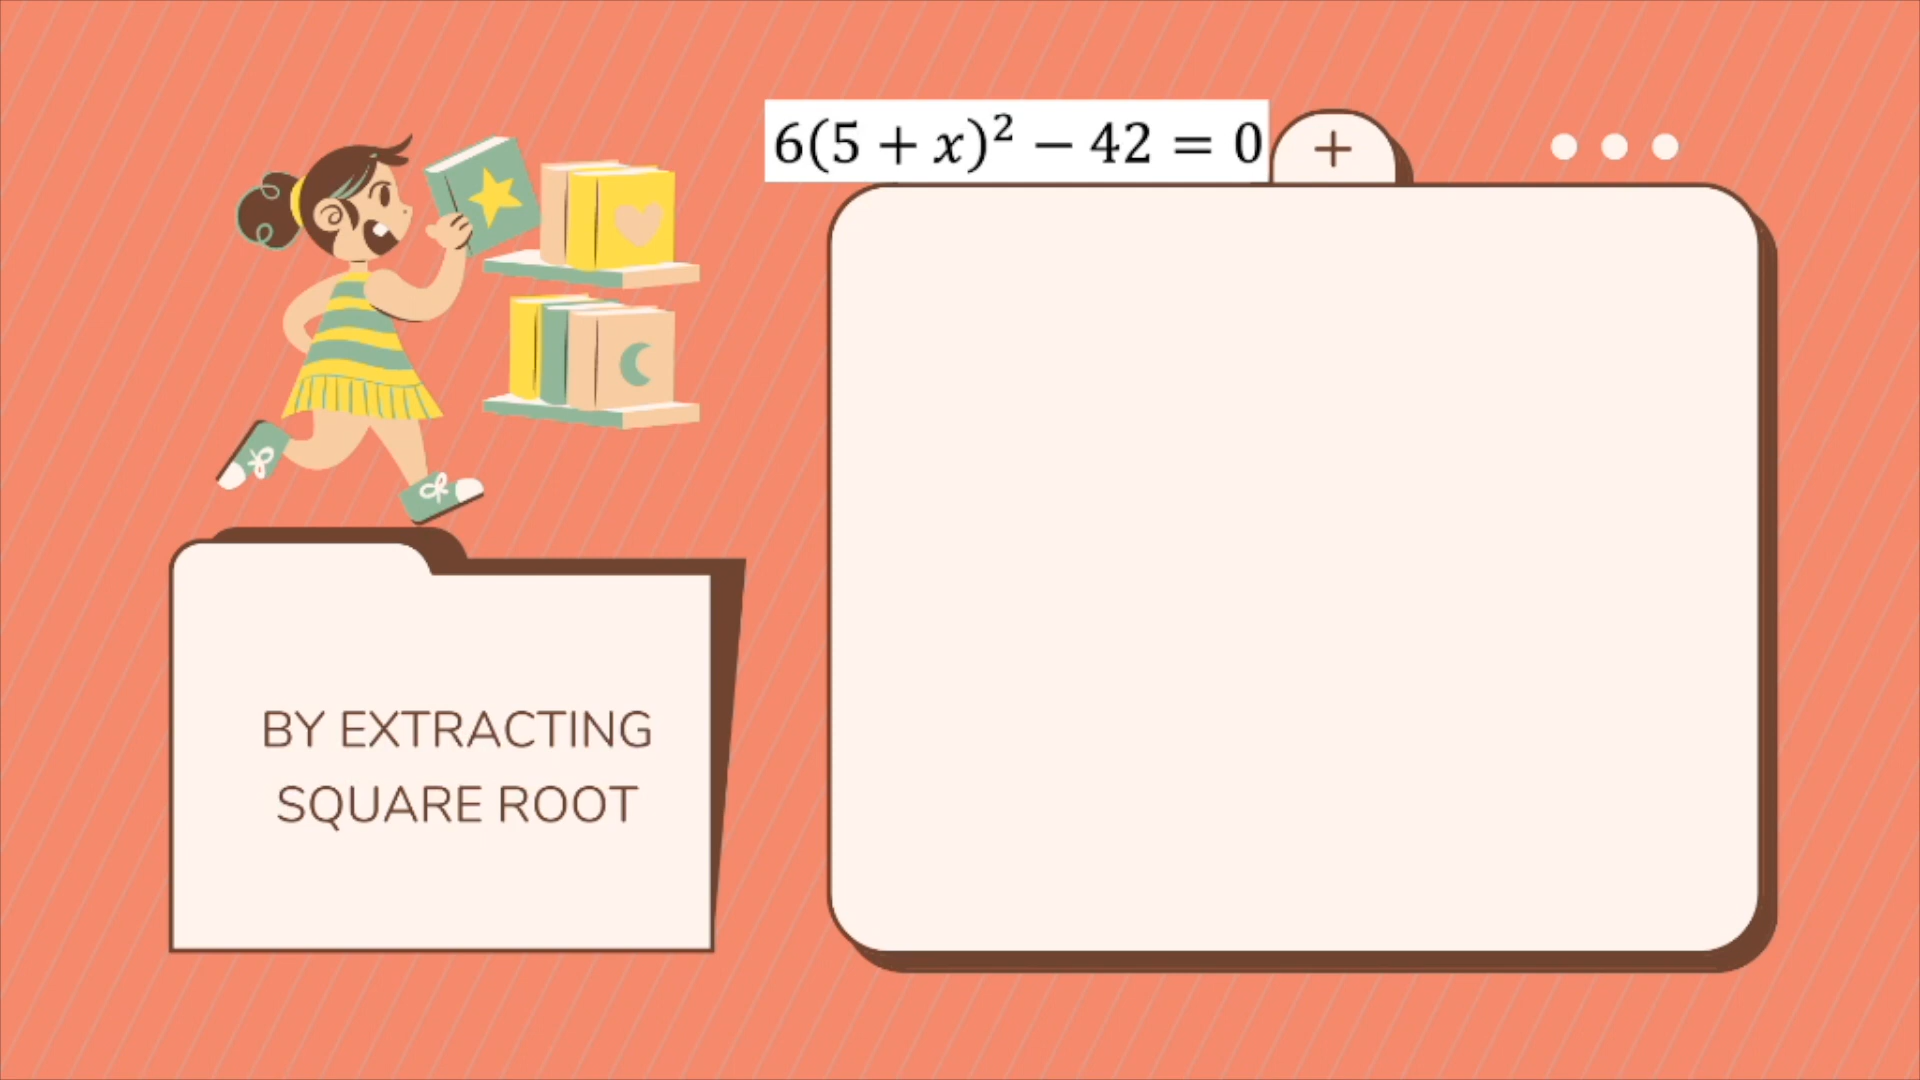 6(5 + x)² − 42 = 0
+
BY EXTRACTING
SQUARE ROOT